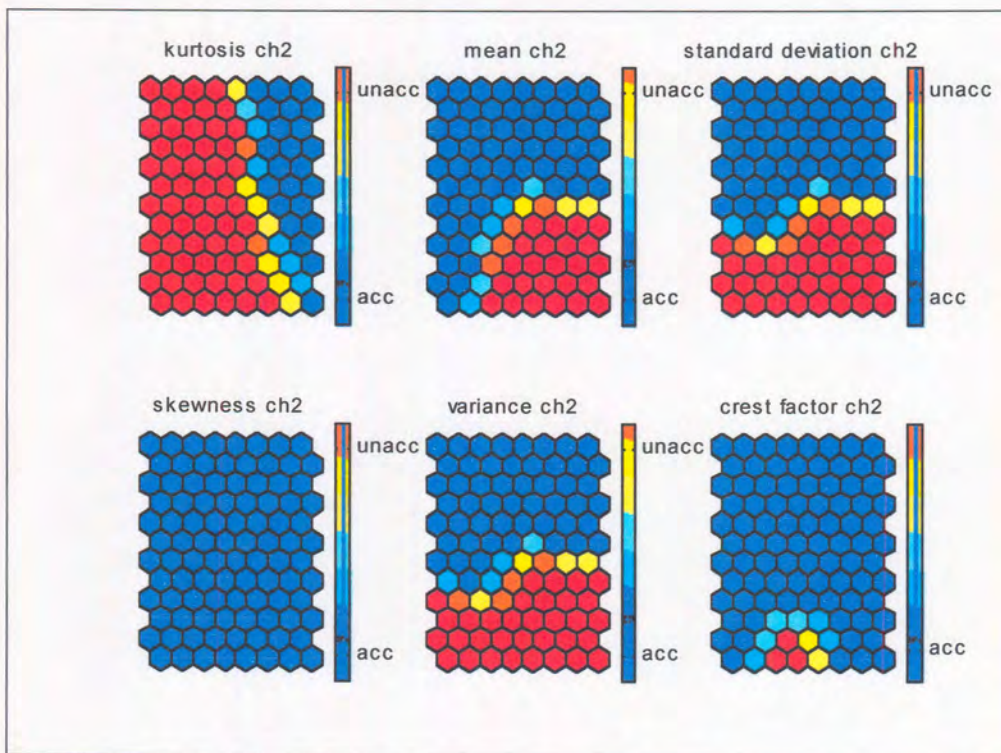 kurtosis ch2
mean ch2
standard deviation ch2
unacc
unacc
unacc
acc
acc
acc
skewness ch2
variance ch2
crest factor ch2
unacc
unacc
unacc
acc
acc
acc